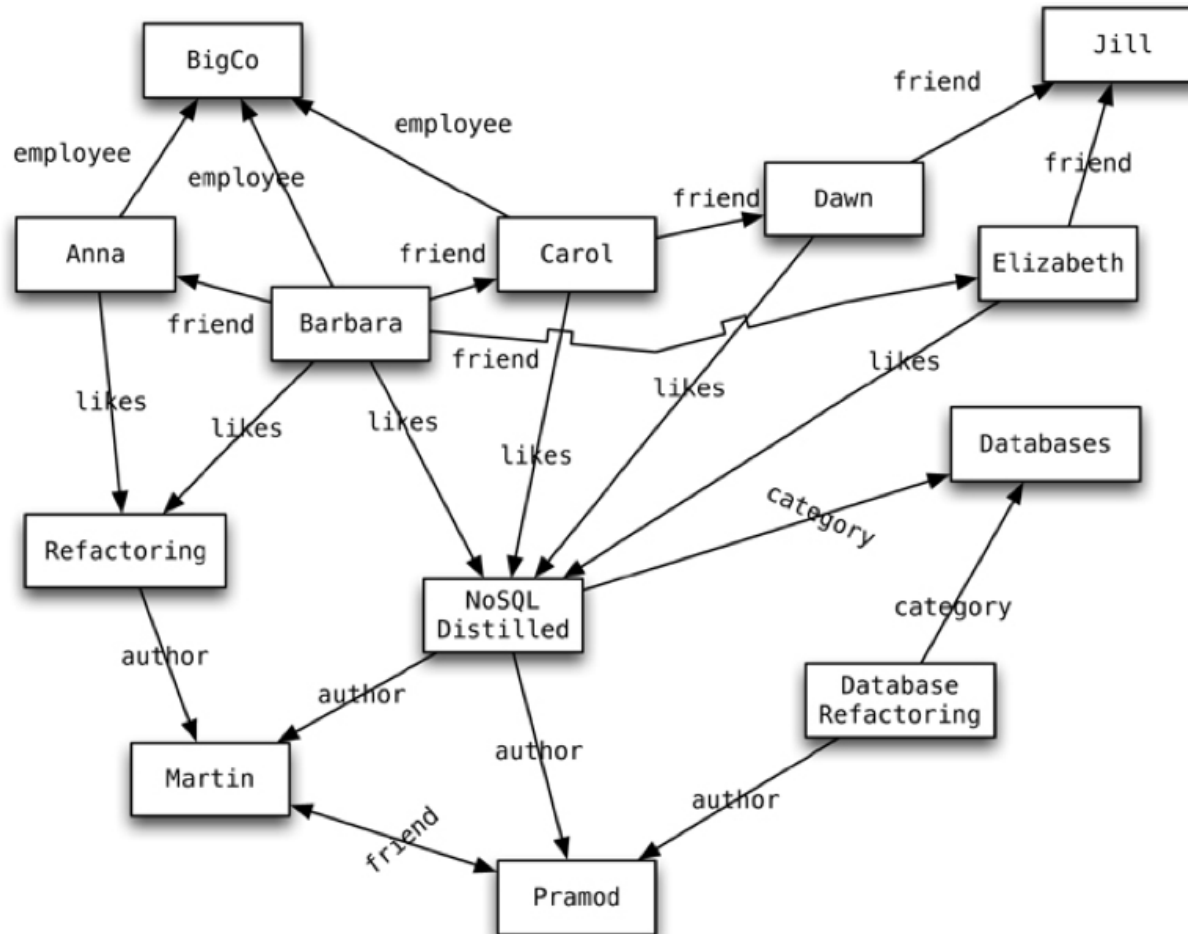 BigCo
Jill
friend
employee
employee
employee
friend
friend
Dawn
Anna
friend
Carol
Elizabeth
friend
Barbara
friend
likes
likes
likes
likes
likes
likes
Databases
category
Refactoring
NoSQL
Distilled
category
author
author
Database
Refactoring
author
Martin
author
friend
Pramod